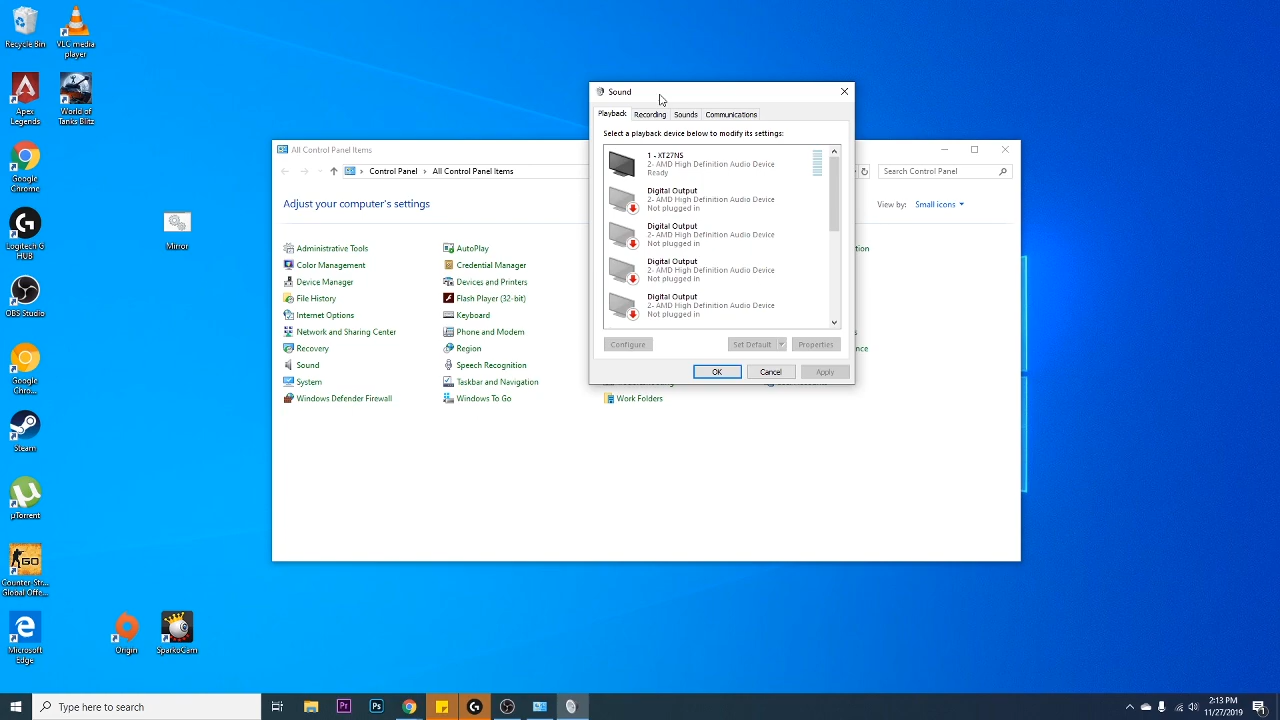 Recycle Bin
VLC media
player
Apex
Legends
World of
Tanks Blitz
Google
Chrome
Logitech G
HUB
Mirror
OBS Studio
Google
Chro...
Steam
µTorrent
Counter-Str...
Global Offe...
Microsoft
Edge
Origin
SparkoCam
All Control Panel Items
Control Panel
All Control Panel Items
Search Control Panel
Adjust your computer's settings
View by:
Small icons
Administrative Tools
AutoPlay
Color Management
Credential Manager
Device Manager
Devices and Printers
File History
Flash Player (32-bit)
Internet Options
Keyboard
Network and Sharing Center
Phone and Modem
Recovery
Region
Sound
Speech Recognition
System
Taskbar and Navigation
Windows Defender Firewall
Windows To Go
Work Folders
Sound
Playback
Recording
Sounds
Communications
Select a playback device below to modify its settings:
1 - XT27NS
2- AMD High Definition Audio Device
Ready
Digital Output
2- AMD High Definition Audio Device
Not plugged in
Digital Output
2- AMD High Definition Audio Device
Not plugged in
Digital Output
2- AMD High Definition Audio Device
Not plugged in
Digital Output
2- AMD High Definition Audio Device
Not plugged in
Configure
Set Default
Properties
OK
Cancel
Apply
Type here to search
Pr
Ps
2:13 PM
11/27/2019